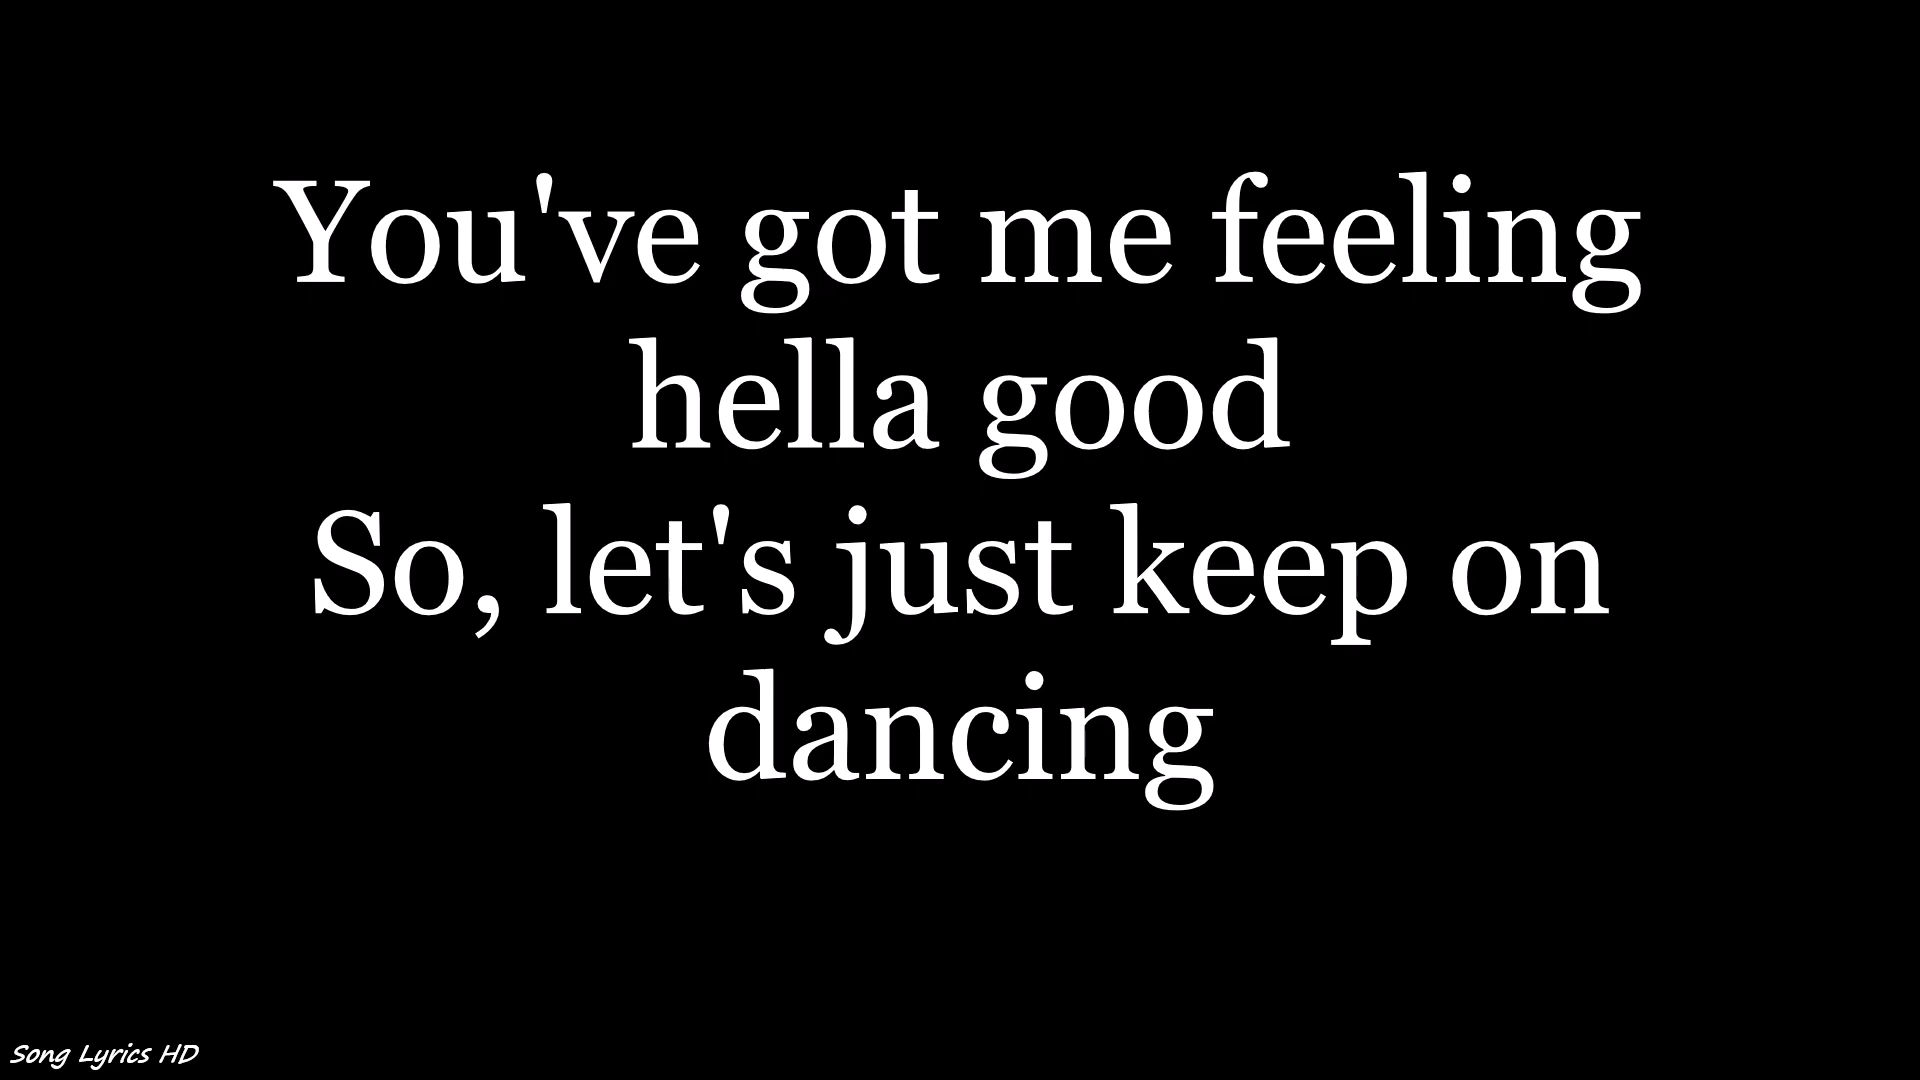 You've got me feeling
hella good
So, let's just keep on
dancing
Song Lyrics HD